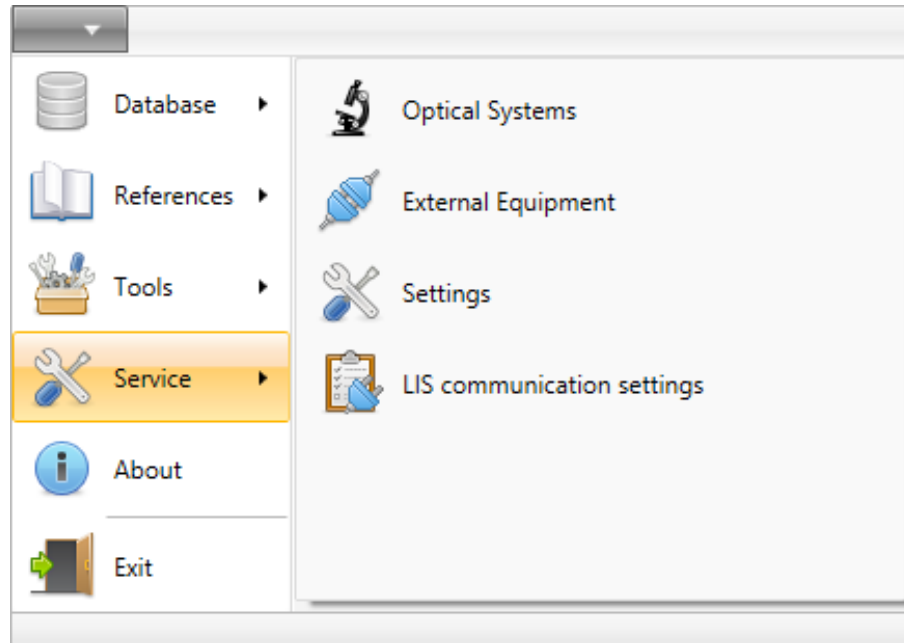 Database
References
Tools
Service
About
Exit
Optical Systems
External Equipment
Settings
LIS communication settings